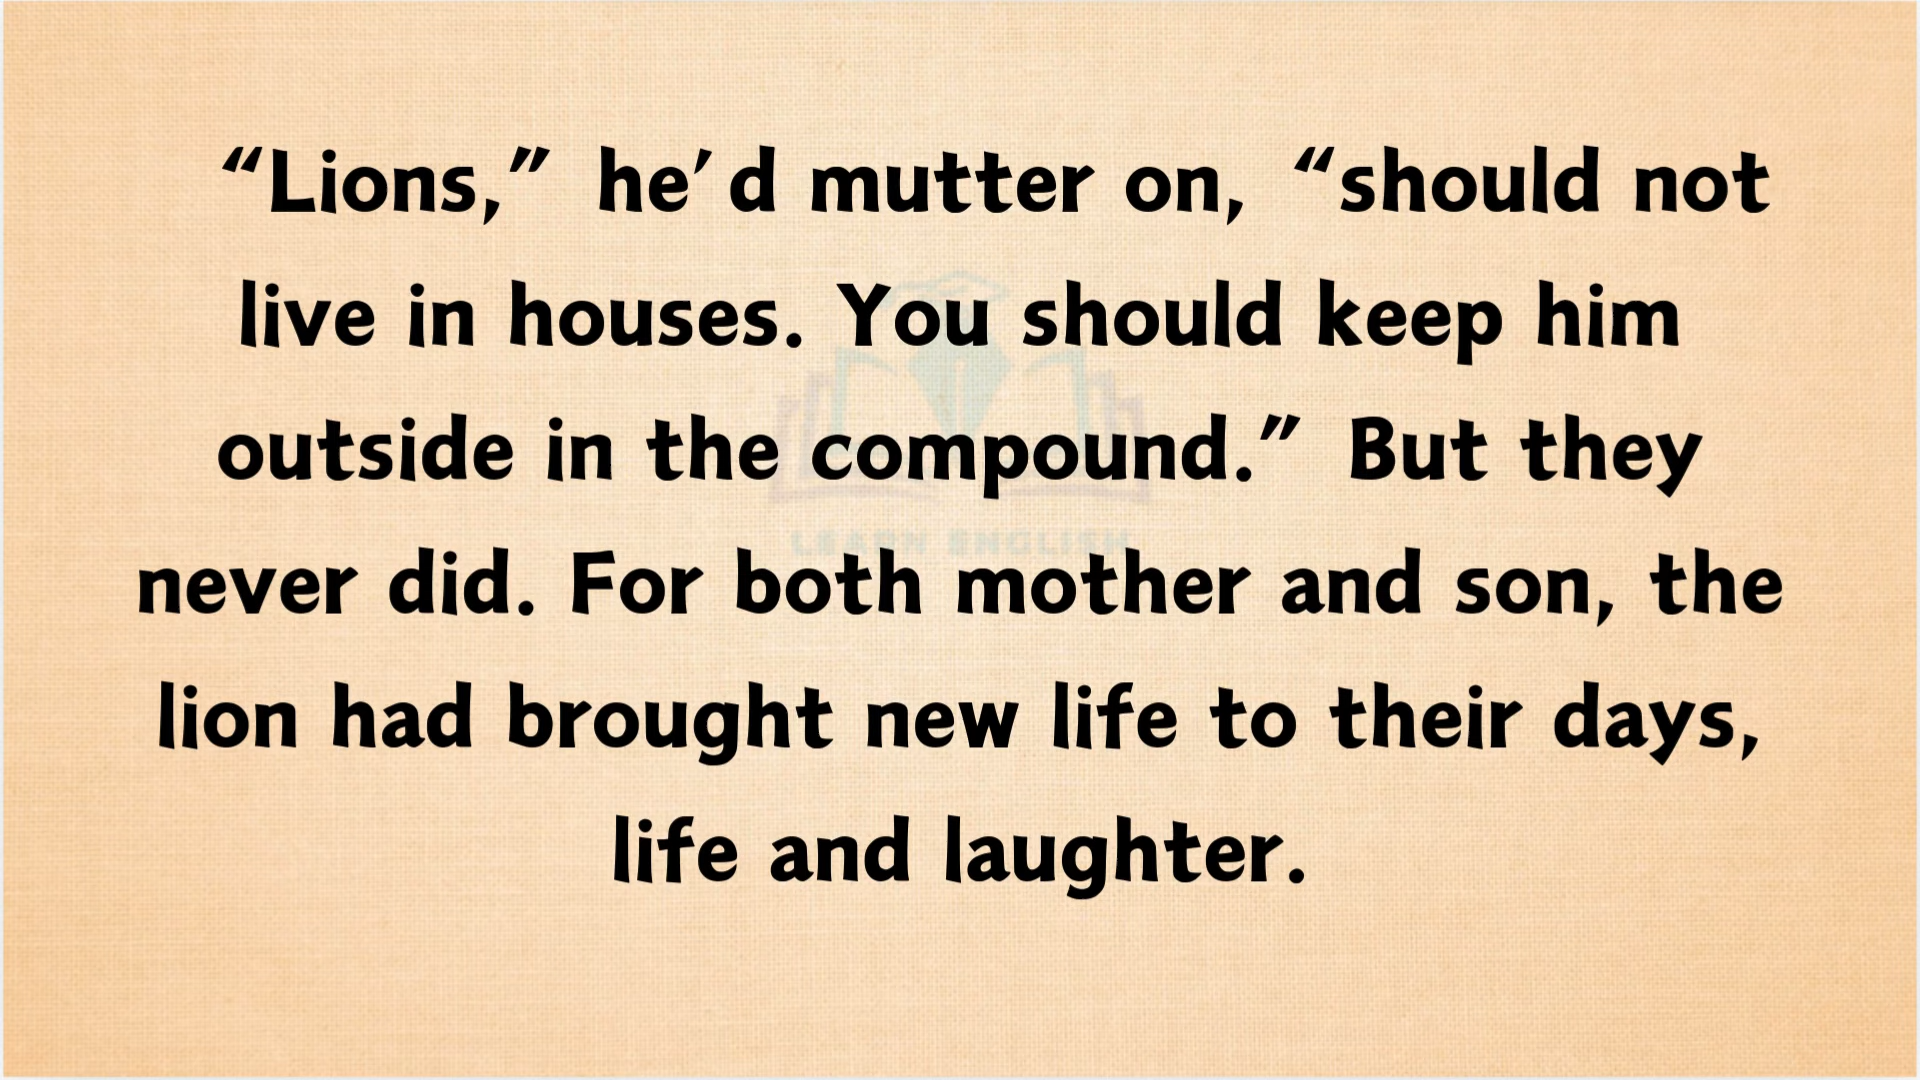 “Lions,” he’d mutter on, “should not
live in houses. You should keep him
outside in the compound.” But they
never did. For both mother and son, the
lion had brought new life to their days,
life and laughter.
LEARN ENGLISH